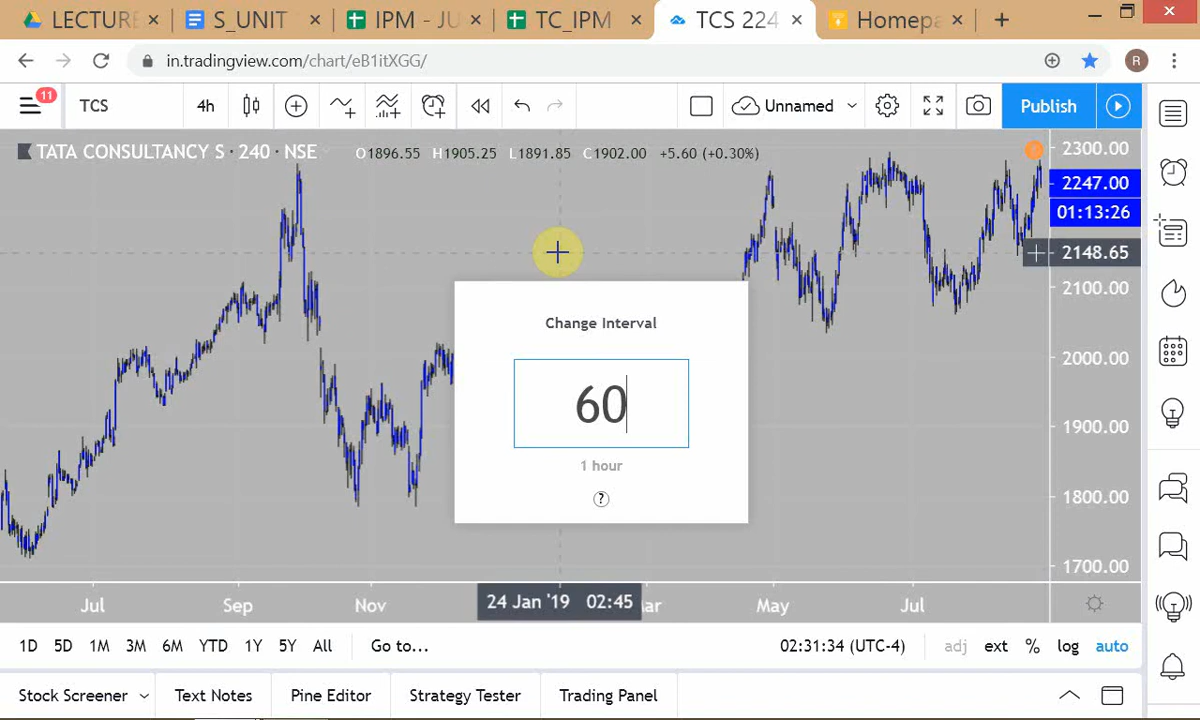 LECTURE S_UNIT IPM - JU TC_IPM TCS 224 Homepa
in.tradingview.com/chart/eB1itXGG/ R
11 TCS 4h Unnamed Publish
TATA CONSULTANCY S · 240 · NSE O1896.55 H1905.25 L1891.85 C1902.00 +5.60 (+0.30%)
2300.00
2247.00
01:13:26
2148.65
2100.00
2000.00
1900.00
1800.00
1700.00
Change Interval
60
1 hour
?
Jul Sep Nov 24 Jan '19 02:45 ar May Jul
1D 5D 1M 3M 6M YTD 1Y 5Y All Go to... 02:31:34 (UTC-4) adj ext % log auto
Stock Screener Text Notes Pine Editor Strategy Tester Trading Panel